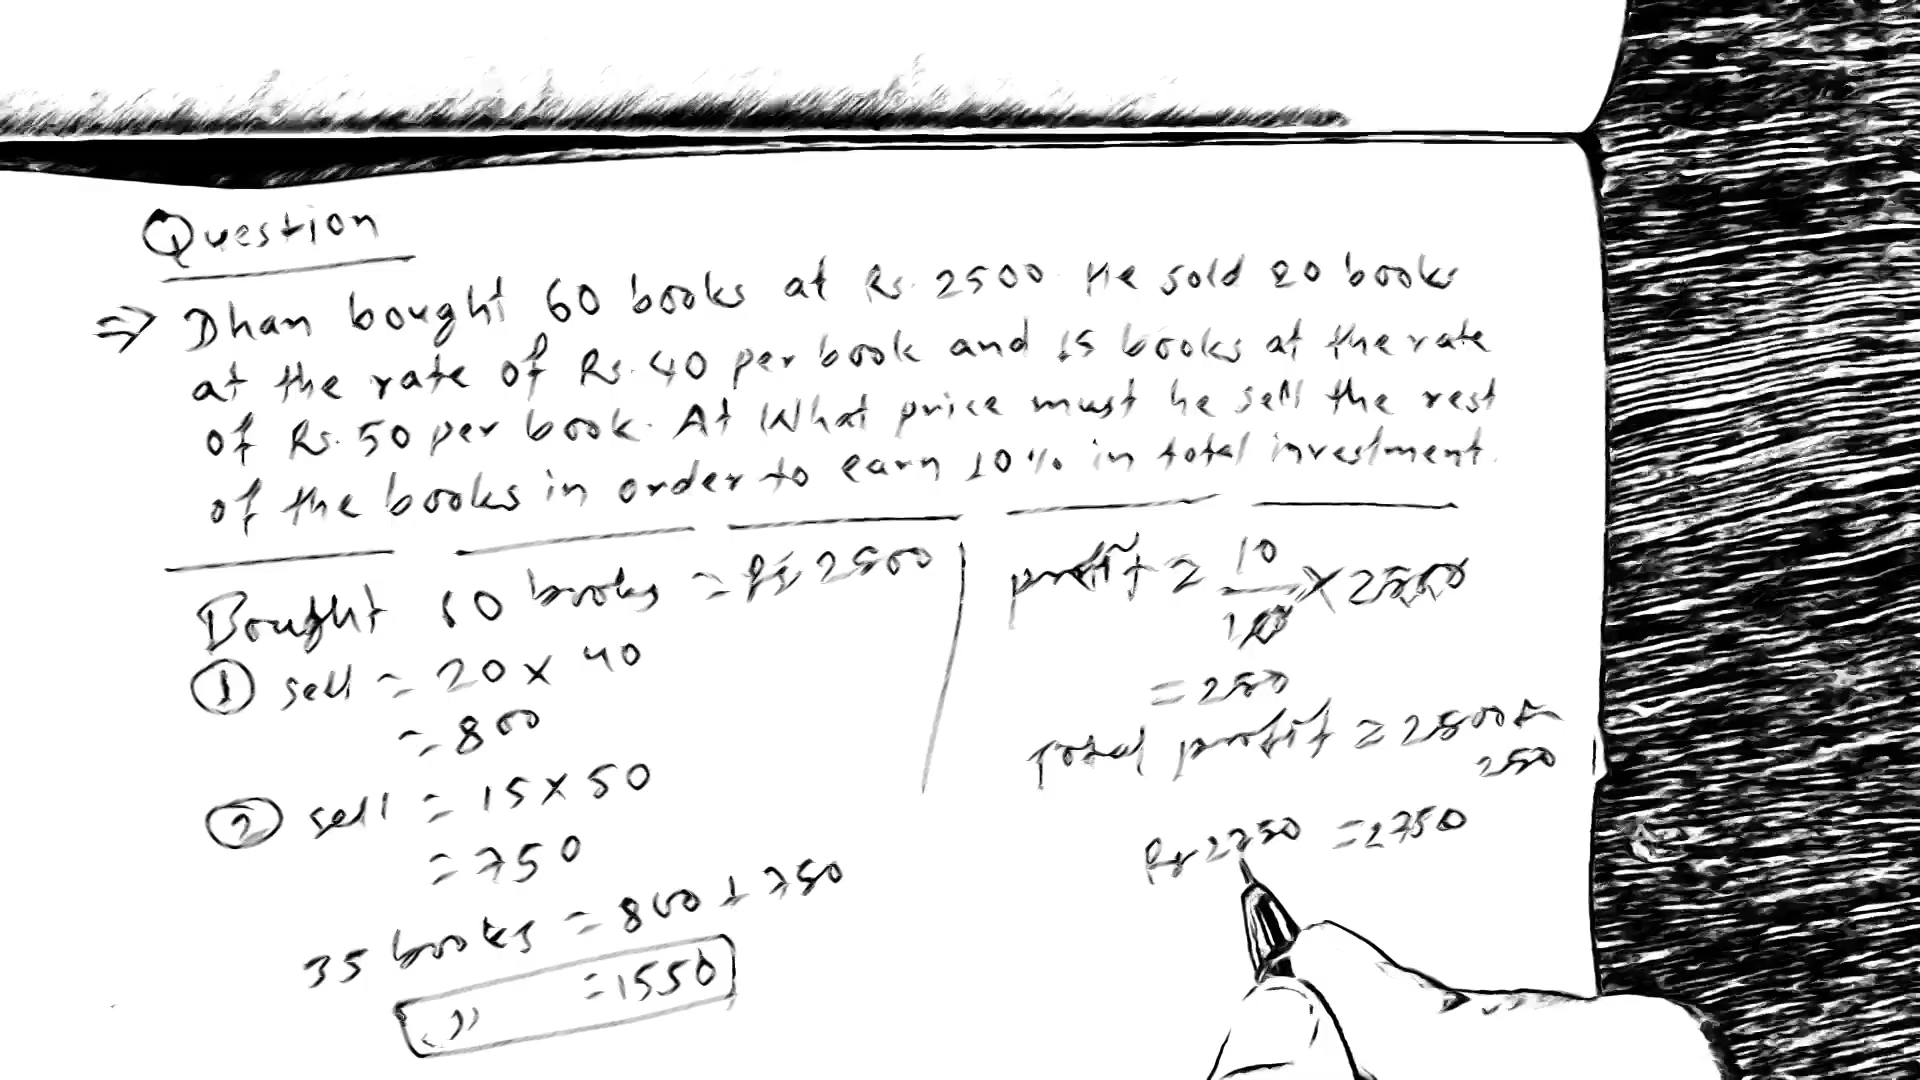 Question
⇒ Dhan bought 60 books at Rs. 2500. He sold 20 books
at the rate of Rs. 40 per book and 15 books at the rate
of Rs. 50 per book. At What price must he sell the rest
of the books in order to earn 10% in total investment.
Bought 60 books = Rs 2500
① sell = 20 x 40
= 800
② sell = 15 x 50
= 750
35 books = 800 + 750
" = 1550
profit = 10/100 x 2500
= 250
Total profit = 2500 +
250
= 2750